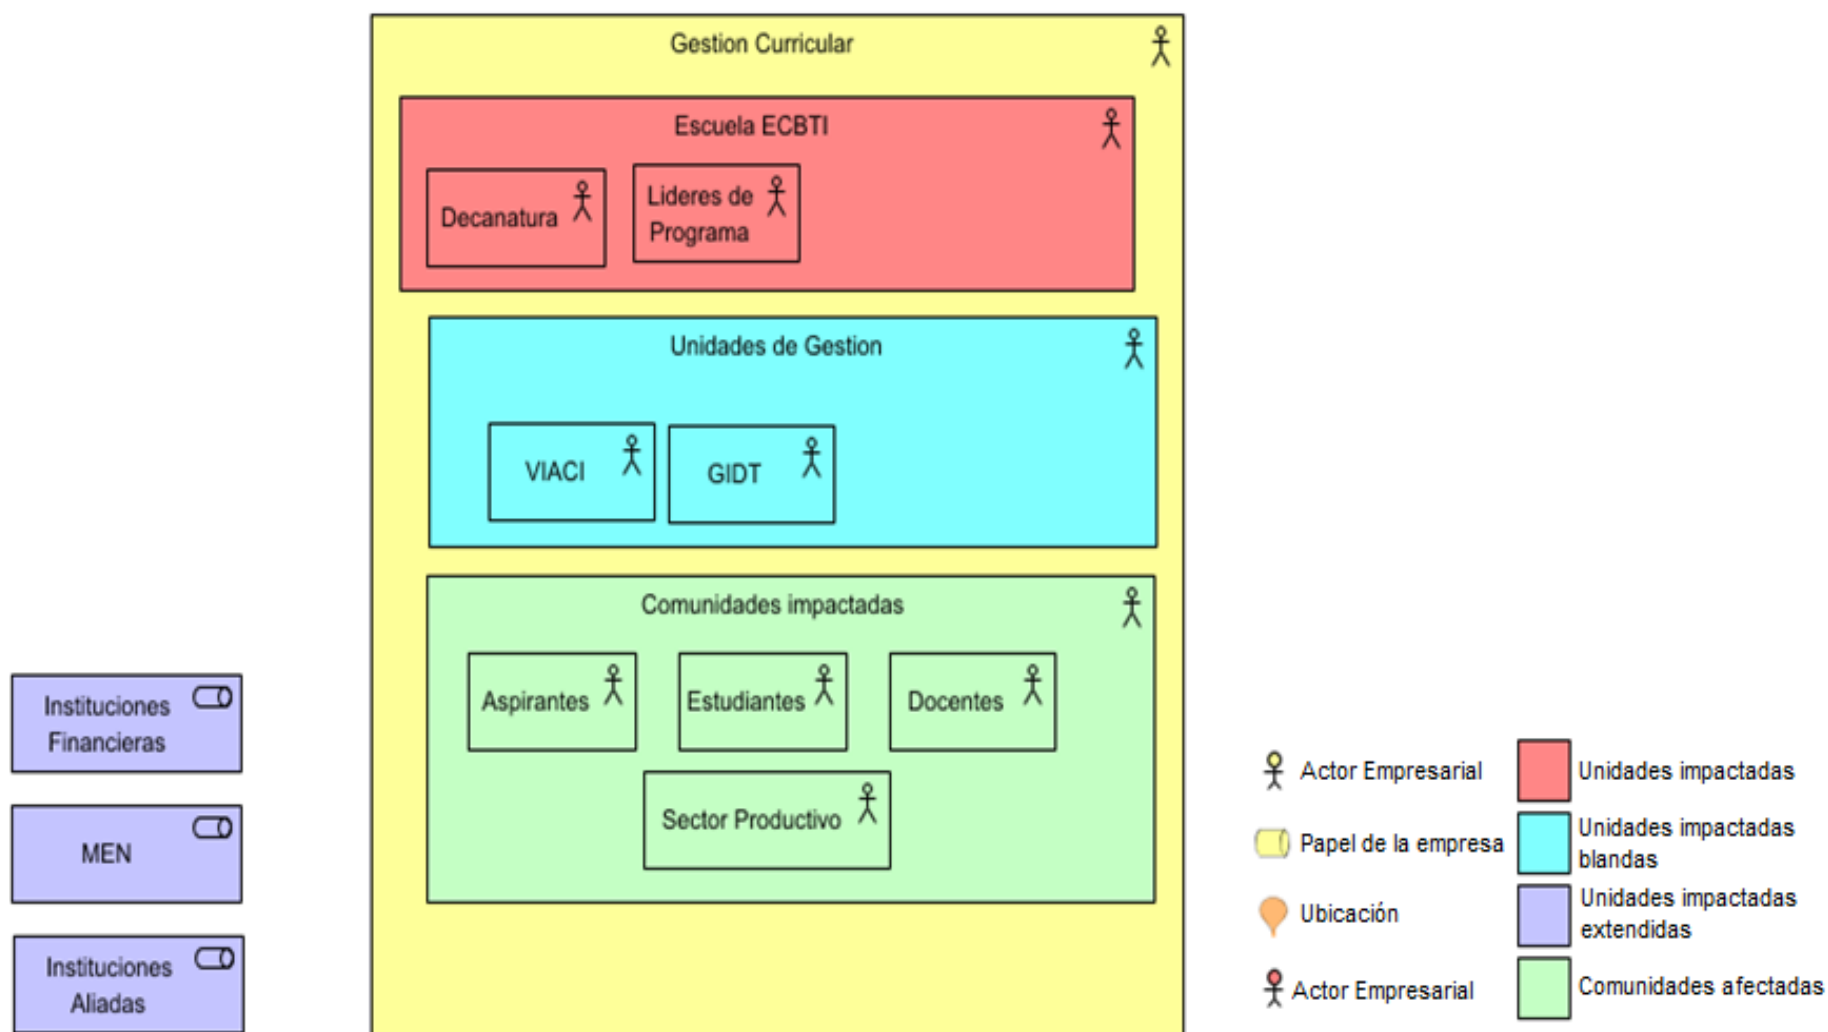 Gestion Curricular
Escuela ECBTI
Decanatura
Lideres de
Programa
Unidades de Gestion
VIACI
GIDT
Comunidades impactadas
Aspirantes
Estudiantes
Docentes
Sector Productivo
Instituciones
Financieras
MEN
Instituciones
Aliadas
Actor Empresarial
Papel de la empresa
Ubicación
Actor Empresarial
Unidades impactadas
Unidades impactadas
blandas
Unidades impactadas
extendidas
Comunidades afectadas